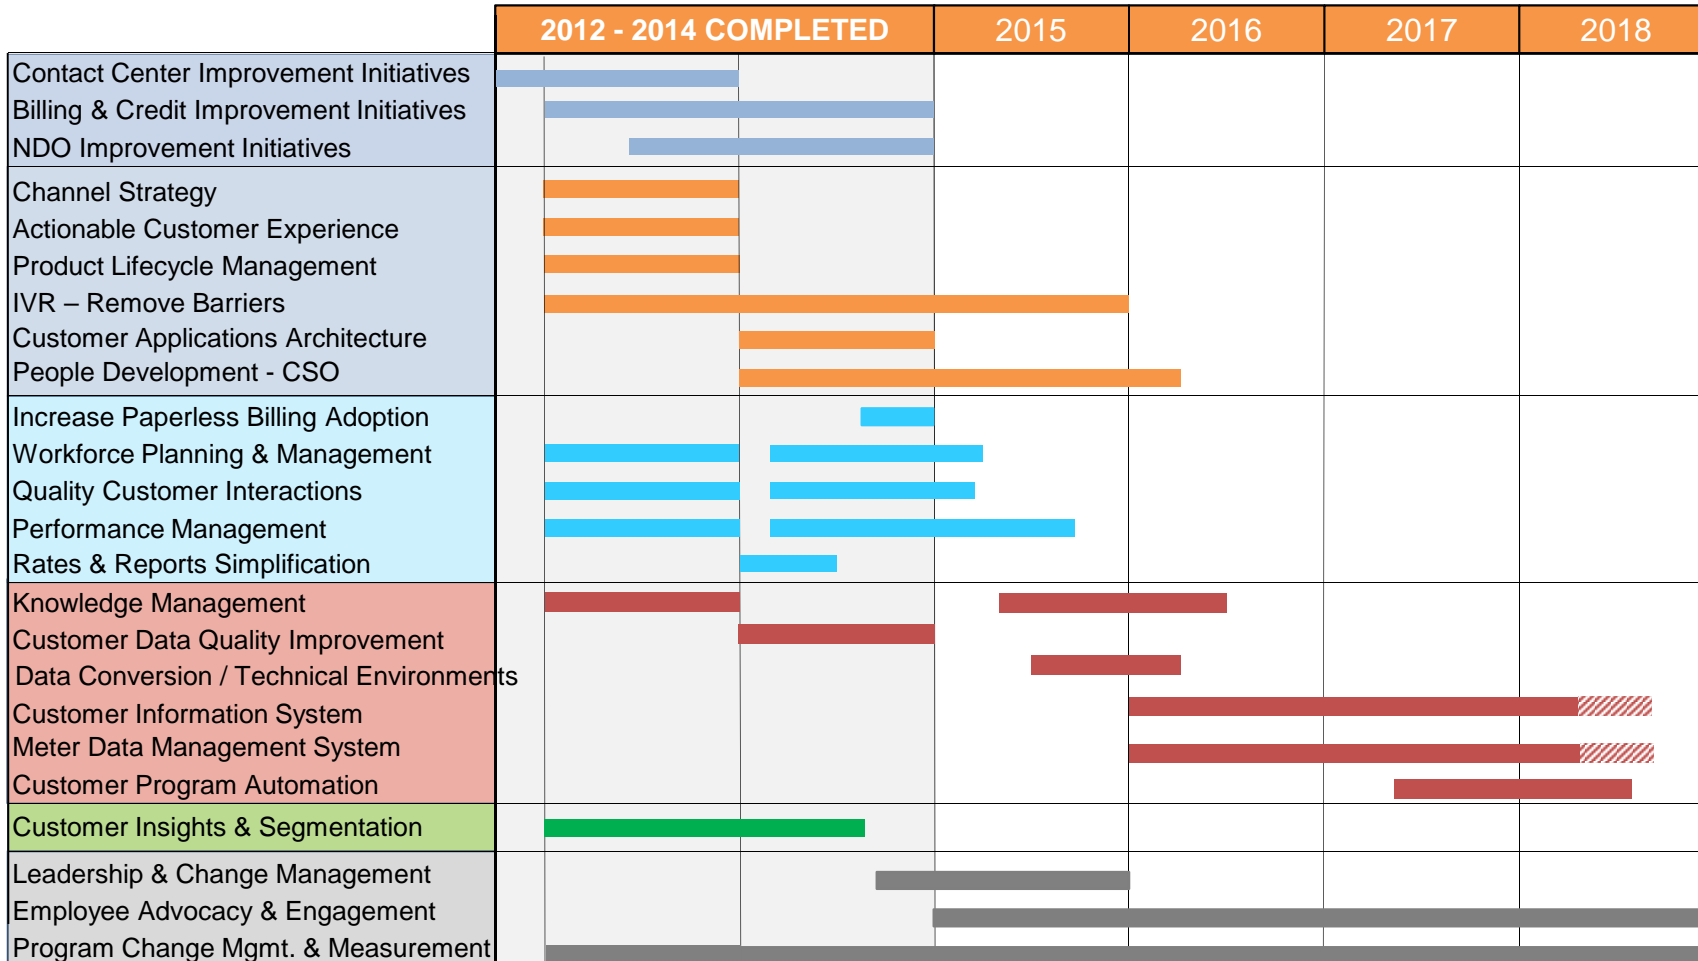 2012 - 2014 COMPLETED 2015 2016 2017 2018
Contact Center Improvement Initiatives
Billing & Credit Improvement Initiatives
NDO Improvement Initiatives
Channel Strategy
Actionable Customer Experience
Product Lifecycle Management
IVR – Remove Barriers
Customer Applications Architecture
People Development - CSO
Increase Paperless Billing Adoption
Workforce Planning & Management
Quality Customer Interactions
Performance Management
Rates & Reports Simplification
Knowledge Management
Customer Data Quality Improvement
Data Conversion / Technical Environments
Customer Information System
Meter Data Management System
Customer Program Automation
Customer Insights & Segmentation
Leadership & Change Management
Employee Advocacy & Engagement
Program Change Mgmt. & Measurement